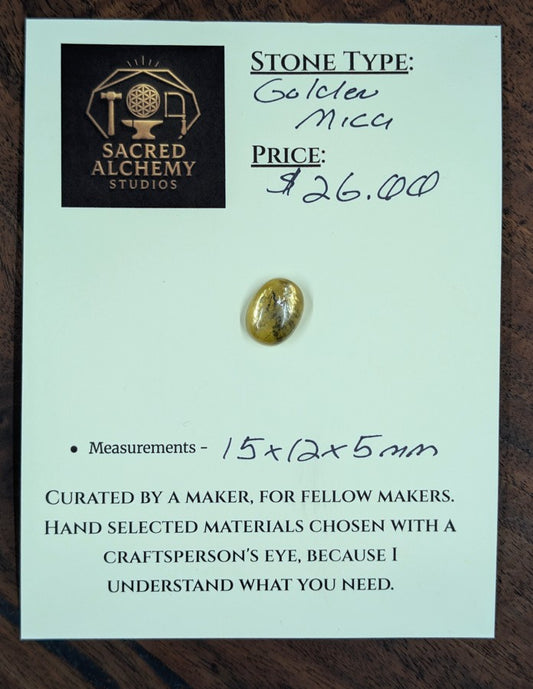 SACRED
ALCHEMY
STUDIOS
STONE TYPE:
Golden
Mica
PRICE:
$26.00
• Measurements - 15x12x5mm
CURATED BY A MAKER, FOR FELLOW MAKERS.
HAND SELECTED MATERIALS CHOSEN WITH A
CRAFTSPERSON'S EYE, BECAUSE I
UNDERSTAND WHAT YOU NEED.